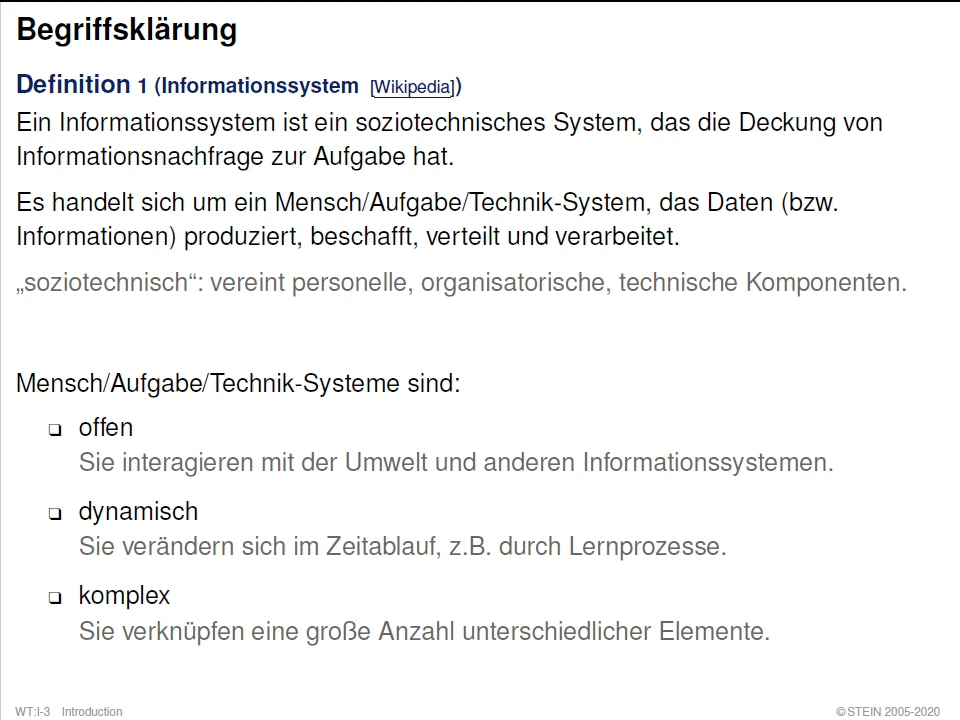 Begriffsklärung
Definition 1 (Informationssystem [Wikipedia])
Ein Informationssystem ist ein soziotechnisches System, das die Deckung von
Informationsnachfrage zur Aufgabe hat.
Es handelt sich um ein Mensch/Aufgabe/Technik-System, das Daten (bzw.
Informationen) produziert, beschafft, verteilt und verarbeitet.
„soziotechnisch“: vereint personelle, organisatorische, technische Komponenten.
Mensch/Aufgabe/Technik-Systeme sind:
❑ offen
Sie interagieren mit der Umwelt und anderen Informationssystemen.
❑ dynamisch
Sie verändern sich im Zeitablauf, z.B. durch Lernprozesse.
❑ komplex
Sie verknüpfen eine große Anzahl unterschiedlicher Elemente.
WT:I-3 Introduction ©STEIN 2005-2020